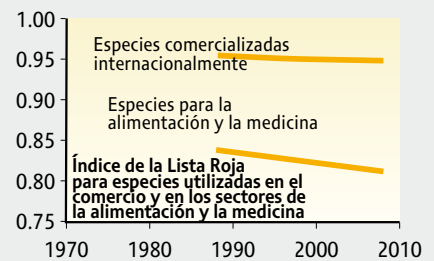 1.00
Especies comercializadas
internacionalmente
0.95
0.90
Especies para la
alimentación y la medicina
0.85
Índice de la Lista Roja
para especies utilizadas en el
comercio y en los sectores de
la alimentación y la medicina
0.80
0.75
1970 1980 1990 2000 2010